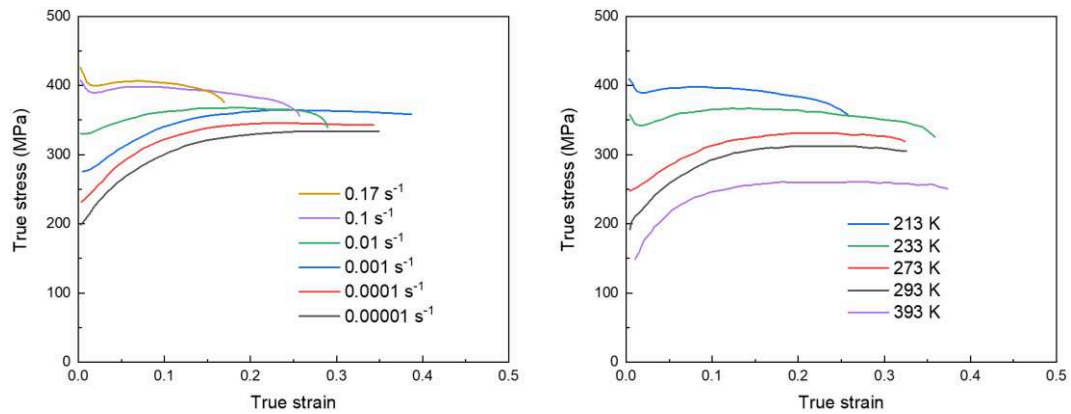 500
400
300
200
100
0
0.0 0.1 0.2 0.3 0.4 0.5
True stress (MPa)
True strain
0.17 s⁻¹
0.1 s⁻¹
0.01 s⁻¹
0.001 s⁻¹
0.0001 s⁻¹
0.00001 s⁻¹
500
400
300
200
100
0
0.0 0.1 0.2 0.3 0.4 0.5
True stress (MPa)
True strain
213 K
233 K
273 K
293 K
393 K